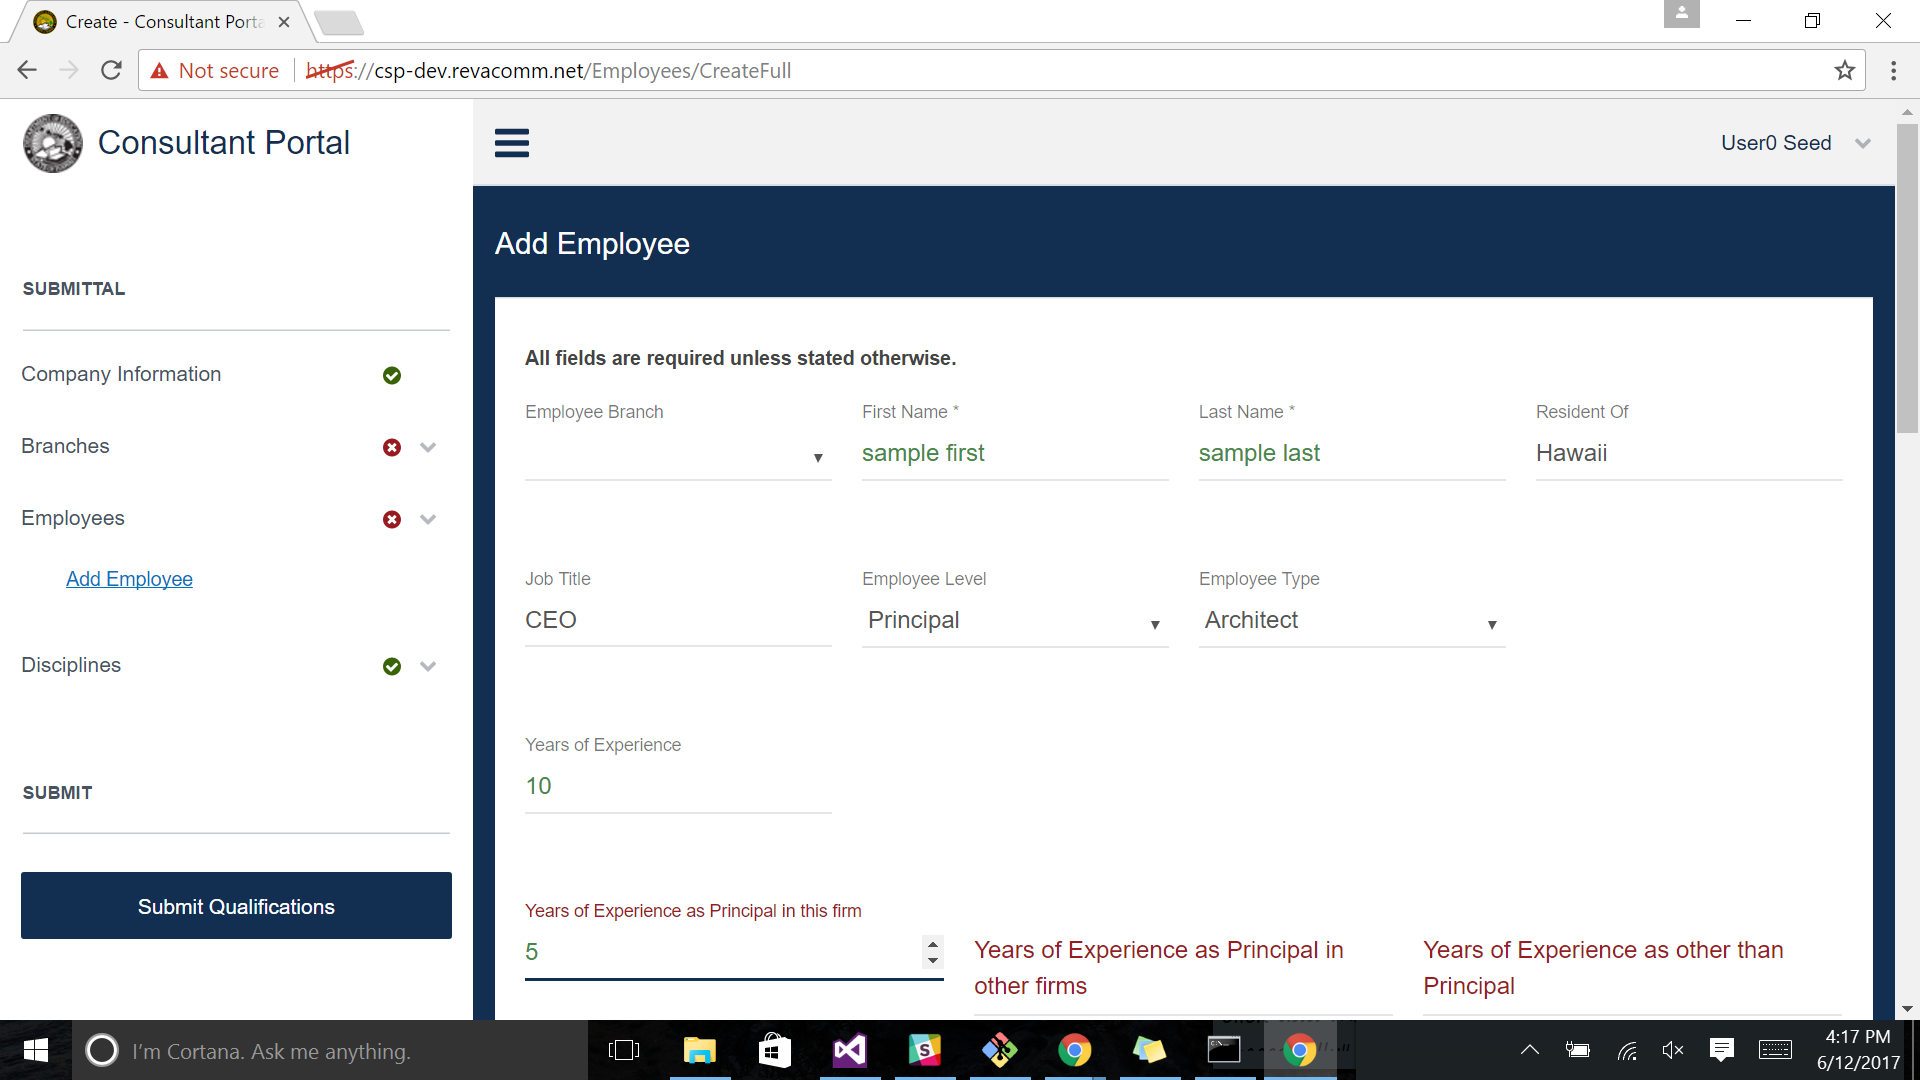 Create - Consultant Porta
Not secure https://csp-dev.revacomm.net/Employees/CreateFull
Consultant Portal
User0 Seed
SUBMITTAL
Company Information
Branches
Employees
Add Employee
Disciplines
SUBMIT
Submit Qualifications
Add Employee
All fields are required unless stated otherwise.
Employee Branch First Name * Last Name * Resident Of
sample first sample last Hawaii
Job Title Employee Level Employee Type
CEO Principal Architect
Years of Experience
10
Years of Experience as Principal in this firm
5
Years of Experience as Principal in
other firms
Years of Experience as other than
Principal
I'm Cortana. Ask me anything.
4:17 PM
6/12/2017